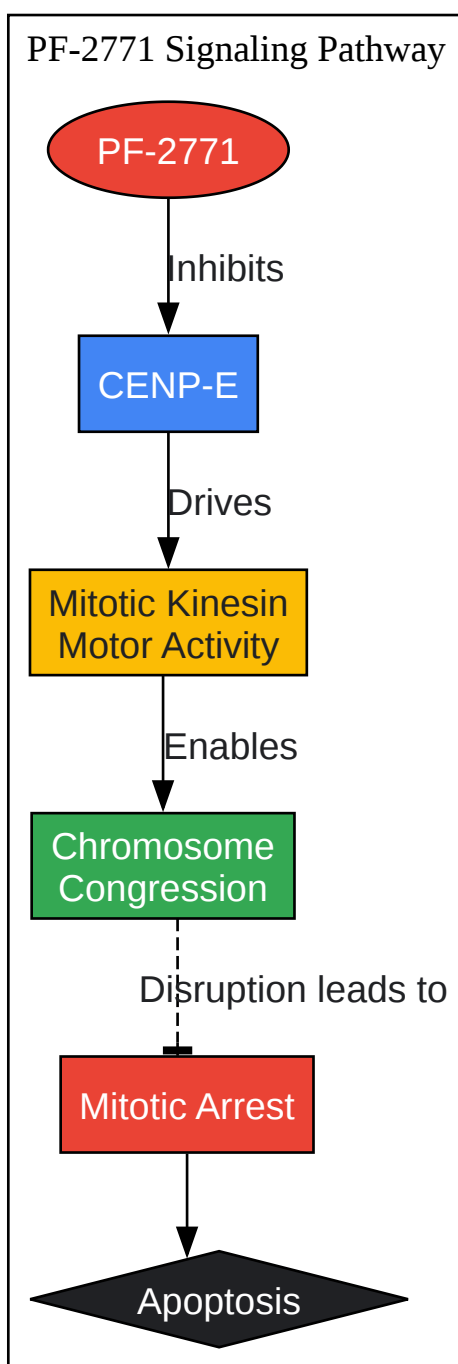 PF-2771 Signaling Pathway
PF-2771
Inhibits
CENP-E
Drives
Mitotic Kinesin
Motor Activity
Enables
Chromosome
Congression
Disruption leads to
Mitotic Arrest
Apoptosis